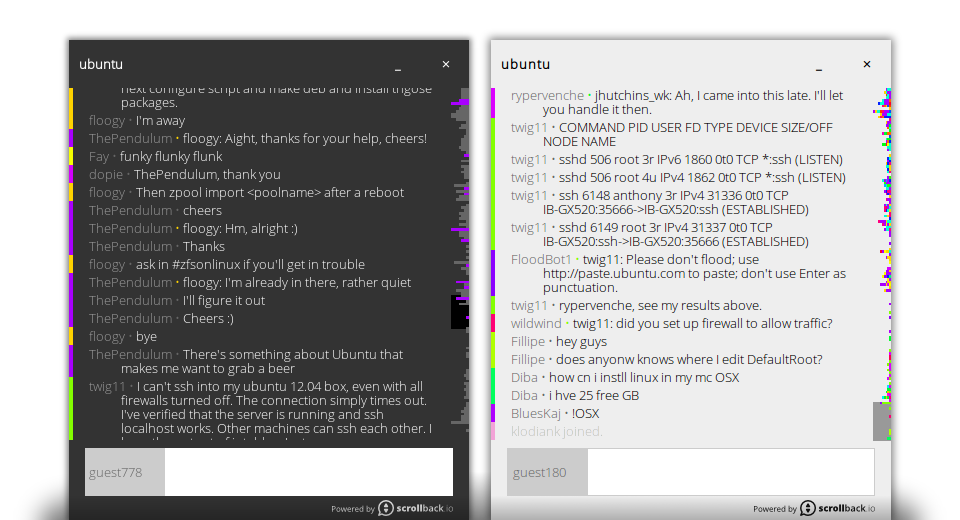 ubuntu _ ×
next configure script and make deb and install
packages.
floogy · I'm away
ThePendulum · floogy: Aight, thanks for your help, cheers!
Fay · funky flunky flunk
dopie · ThePendulum, thank you
floogy · Then zpool import <poolname> after a reboot
ThePendulum · cheers
ThePendulum · floogy: Hm, alright :)
ThePendulum · Thanks
floogy · ask in #zfsonlinux if you'll get in trouble
ThePendulum · floogy: I'm already in there, rather quiet
ThePendulum · I'll figure it out
ThePendulum · Cheers :)
floogy · bye
ThePendulum · There's something about Ubuntu that
makes me want to grab a beer
twig11 · I can't ssh into my ubuntu 12.04 box, even with all
firewalls turned off. The connection simply times out.
I've verified that the server is running and ssh
localhost works. Other machines can ssh each other. I
guest778
Powered by scrollback.io
ubuntu _ ×
rypervenche · jhutchins_wk: Ah, I came into this late. I'll let
you handle it then.
twig11 · COMMAND PID USER FD TYPE DEVICE SIZE/OFF
NODE NAME
twig11 · sshd 506 root 3r IPv6 1860 0t0 TCP *:ssh (LISTEN)
twig11 · sshd 506 root 4u IPv4 1862 0t0 TCP *:ssh (LISTEN)
twig11 · ssh 6148 anthony 3r IPv4 31336 0t0 TCP
IB-GX520:35666->IB-GX520:ssh (ESTABLISHED)
twig11 · sshd 6149 root 3r IPv4 31337 0t0 TCP
IB-GX520:ssh->IB-GX520:35666 (ESTABLISHED)
FloodBot1 · twig11: Please don't flood; use
http://paste.ubuntu.com to paste; don't use Enter as
punctuation.
twig11 · rypervenche, see my results above.
wildwind · twig11: did you set up firewall to allow traffic?
Fillipe · hey guys
Fillipe · does anyonw knows where I edit DefaultRoot?
Diba · how cn i instll linux in my mc OSX
Diba · i hve 25 free GB
BluesKaj · !OSX
klodiank joined.
guest180
Powered by scrollback.io